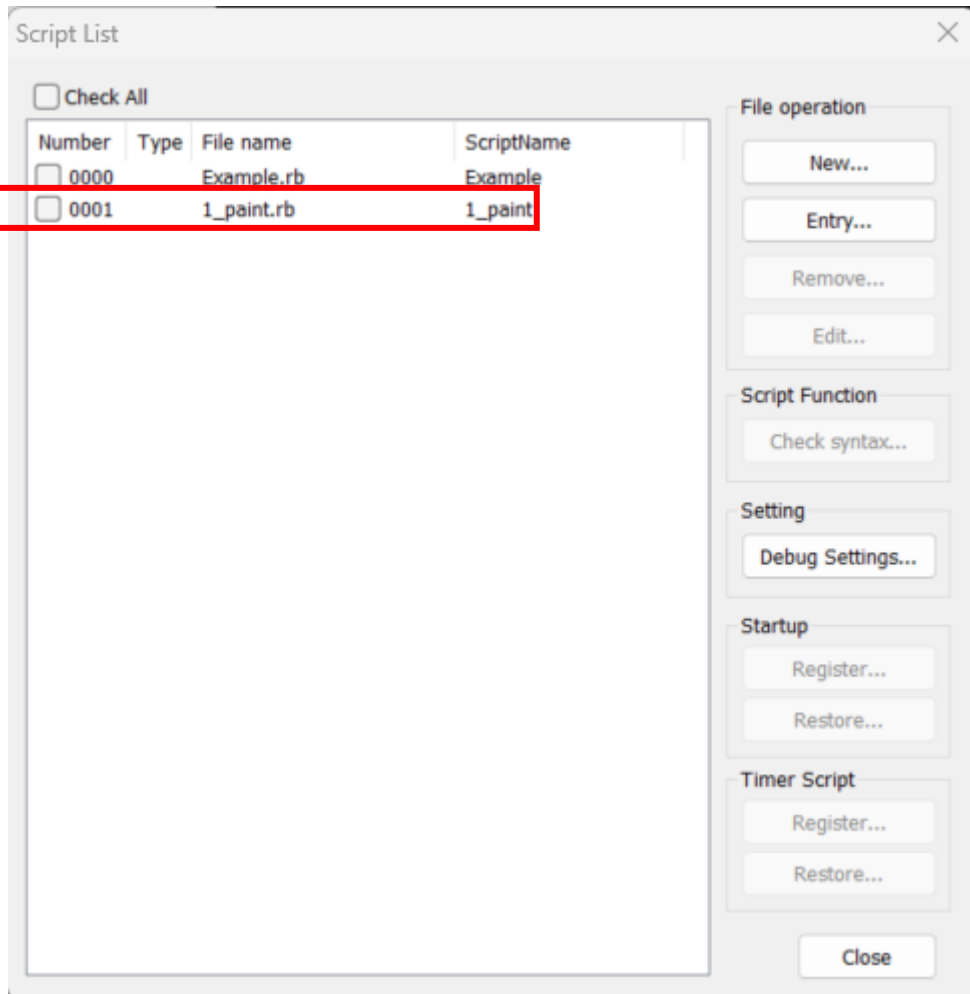 Script List
Check All
Number Type File name ScriptName
0000 Example.rb Example
0001 1_paint.rb 1_paint
File operation
New...
Entry...
Remove...
Edit...
Script Function
Check syntax...
Setting
Debug Settings...
Startup
Register...
Restore...
Timer Script
Register...
Restore...
Close